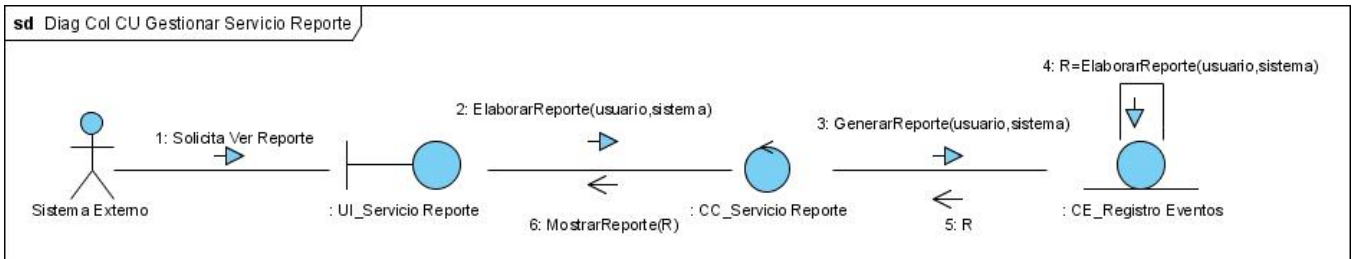 sd Diag Col CU Gestionar Servicio Reporte
4: R=ElaborarReporte(usuario,sistema)
2: ElaborarReporte(usuario,sistema)
3: GenerarReporte(usuario,sistema)
1: Solicita Ver Reporte
Sistema Externo
: UI_Servicio Reporte
: CC_Servicio Reporte
: CE_Registro Eventos
6: MostrarReporte(R)
5: R